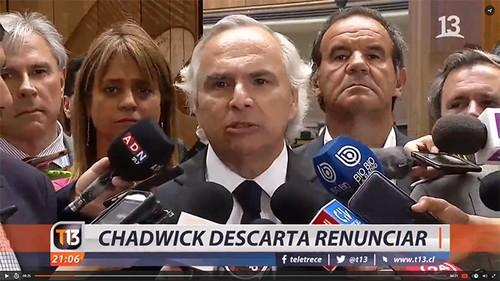 13
ADN
BIO BIO
T13
CHADWICK DESCARTA RENUNCIAR
21:06
teletrece
@t13
www.t13.cl